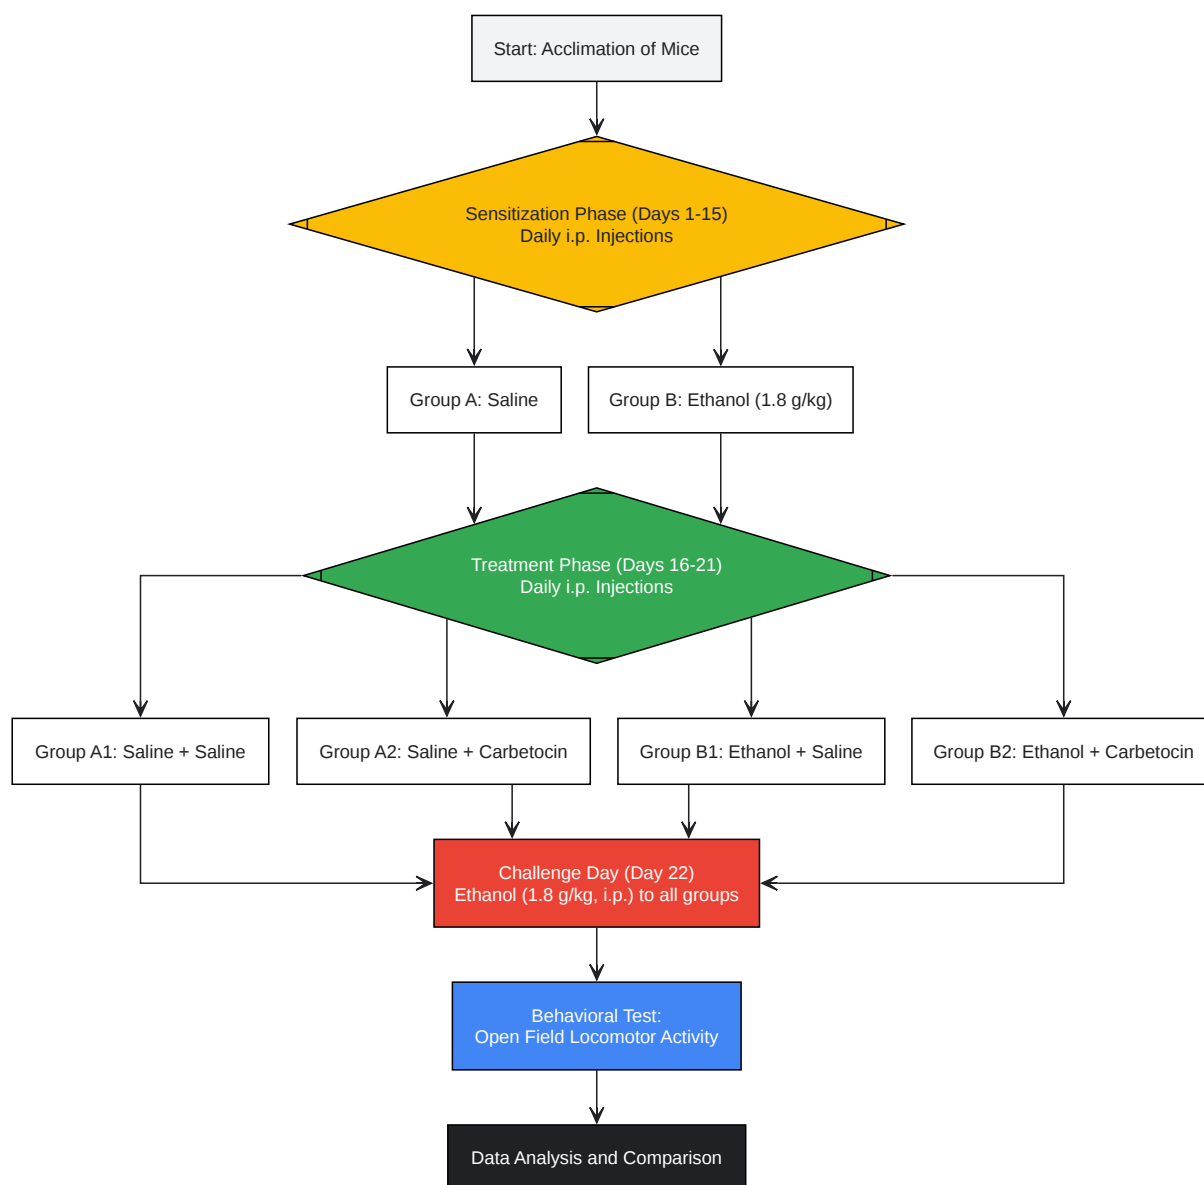 Start: Acclimation of Mice
Sensitization Phase (Days 1-15)
Daily i.p. Injections
Group A: Saline
Group B: Ethanol (1.8 g/kg)
Treatment Phase (Days 16-21)
Daily i.p. Injections
Group A1: Saline + Saline
Group A2: Saline + Carbetocin
Group B1: Ethanol + Saline
Group B2: Ethanol + Carbetocin
Challenge Day (Day 22)
Ethanol (1.8 g/kg, i.p.) to all groups
Behavioral Test:
Open Field Locomotor Activity
Data Analysis and Comparison